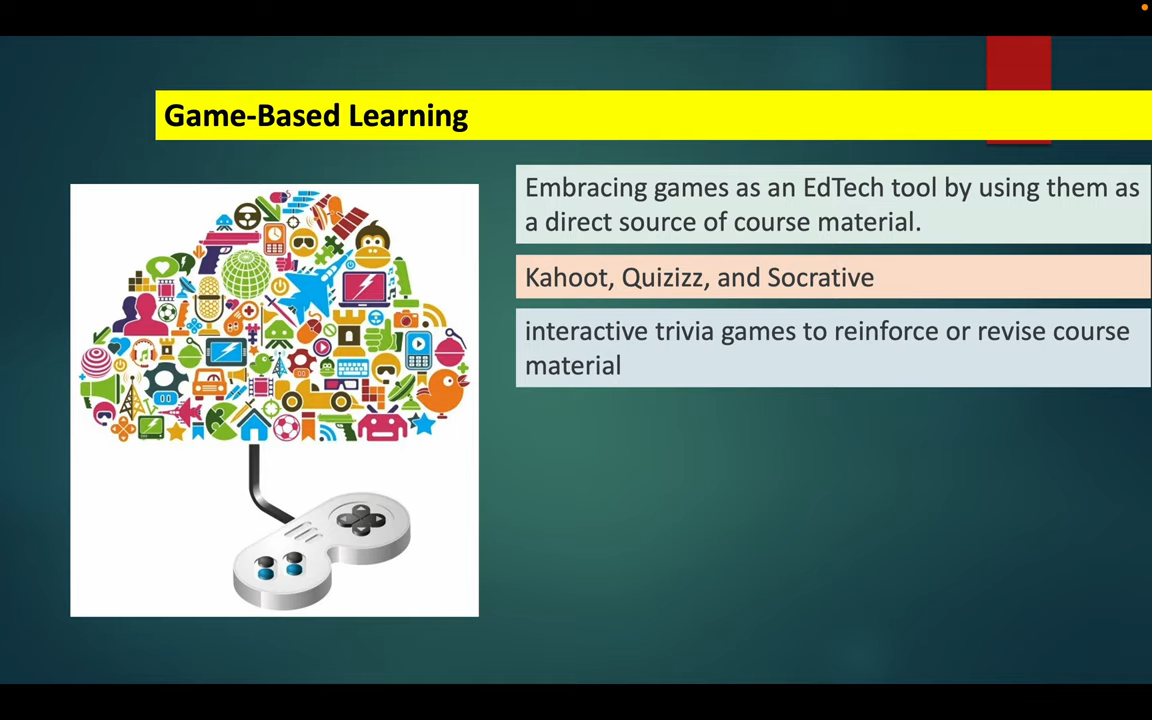 Game-Based Learning
Embracing games as an EdTech tool by using them as
a direct source of course material.
Kahoot, Quizizz, and Socrative
interactive trivia games to reinforce or revise course
material